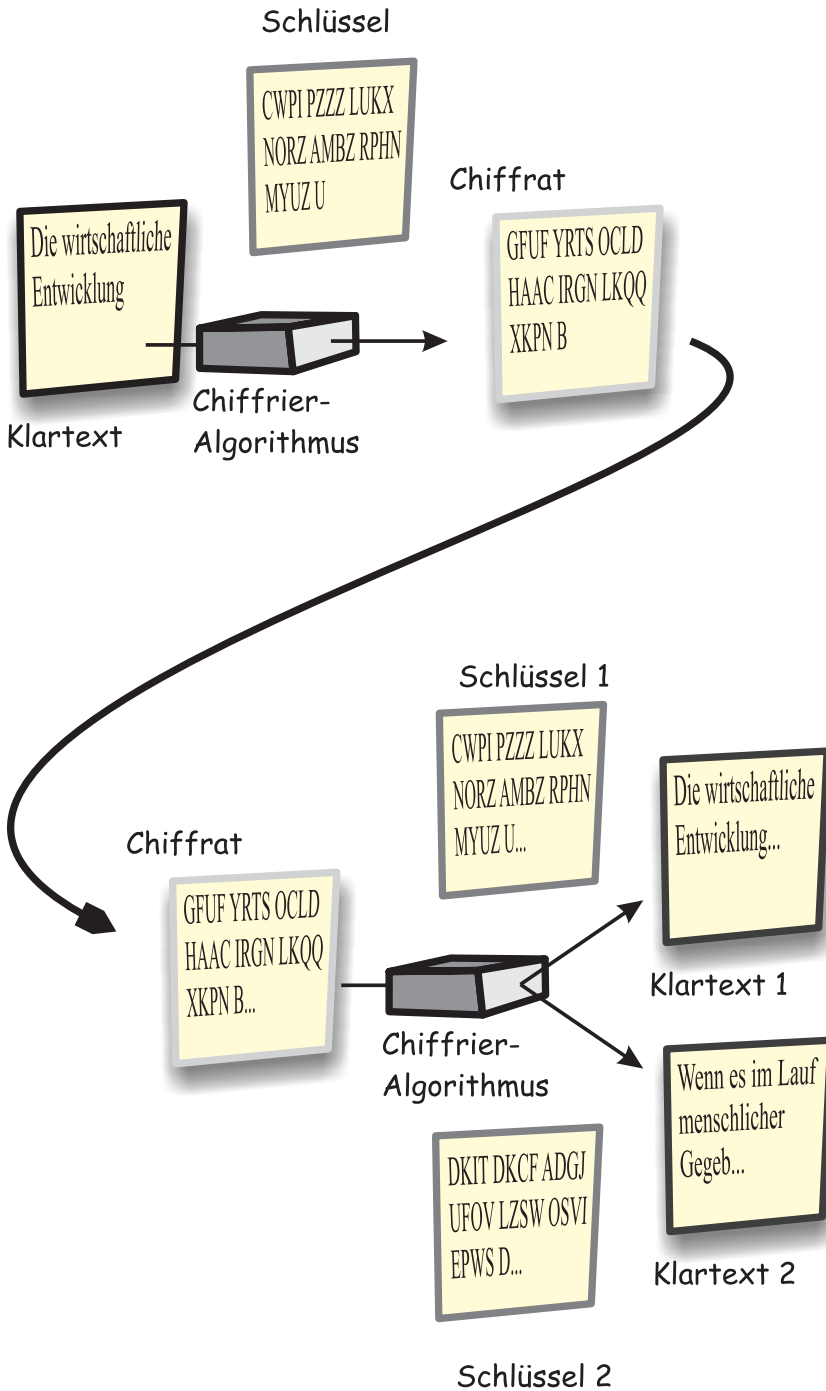 Schlüssel
CWPI PZZZ LUKX
NORZ AMBZ RPHN
MYUZ U
Chiffrat
Die wirtschaftliche
Entwicklung
GFUF YRTS OCLD
HAAC IRGN LKQQ
XKPN B
Klartext
Chiffrier-
Algorithmus
Schlüssel 1
CWPI PZZZ LUKX
NORZ AMBZ RPHN
MYUZ U...
Die wirtschaftliche
Entwicklung...
Klartext 1
Chiffrat
GFUF YRTS OCLD
HAAC IRGN LKQQ
XKPN B...
Chiffrier-
Algorithmus
Wenn es im Lauf
menschlicher
Gegeb...
Klartext 2
DKIT DKCF ADGJ
UFOV LZSW OSVI
EPWS D...
Schlüssel 2